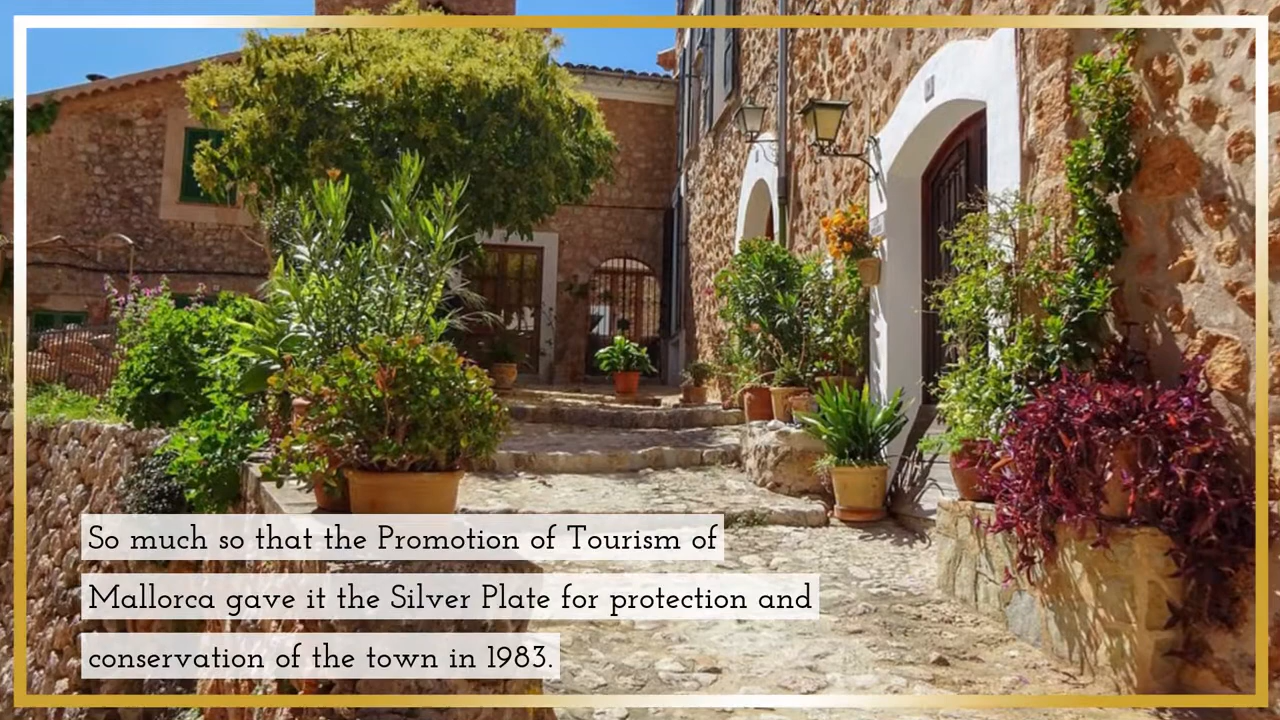 So much so that the Promotion of Tourism of
Mallorca gave it the Silver Plate for protection and
conservation of the town in 1983.